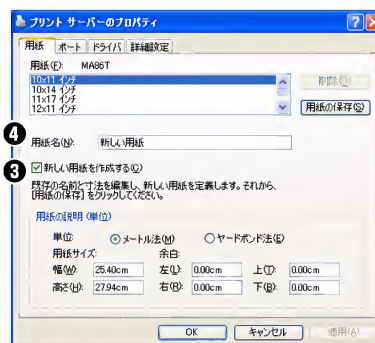 プリント サーバーのプロパティ
用紙 ポート ドライバ 詳細設定
用紙(F): MA86T
10x11 インチ
10x14 インチ
11x17 インチ
12x11 インチ
削除(D)
用紙の保存(S)
4 用紙名(N): 新しい用紙
3 新しい用紙を作成する(C)
既存の名前と寸法を編集し、新しい用紙を定義します。それから、
[用紙の保存] をクリックしてください。
用紙の説明 (単位)
単位: メートル法(M) ヤードポンド法(E)
用紙サイズ: 余白:
幅(W): 25.40cm 左(L): 0.00cm 上(T): 0.00cm
高さ(H): 27.94cm 右(R): 0.00cm 下(B): 0.00cm
OK キャンセル 適用(A)